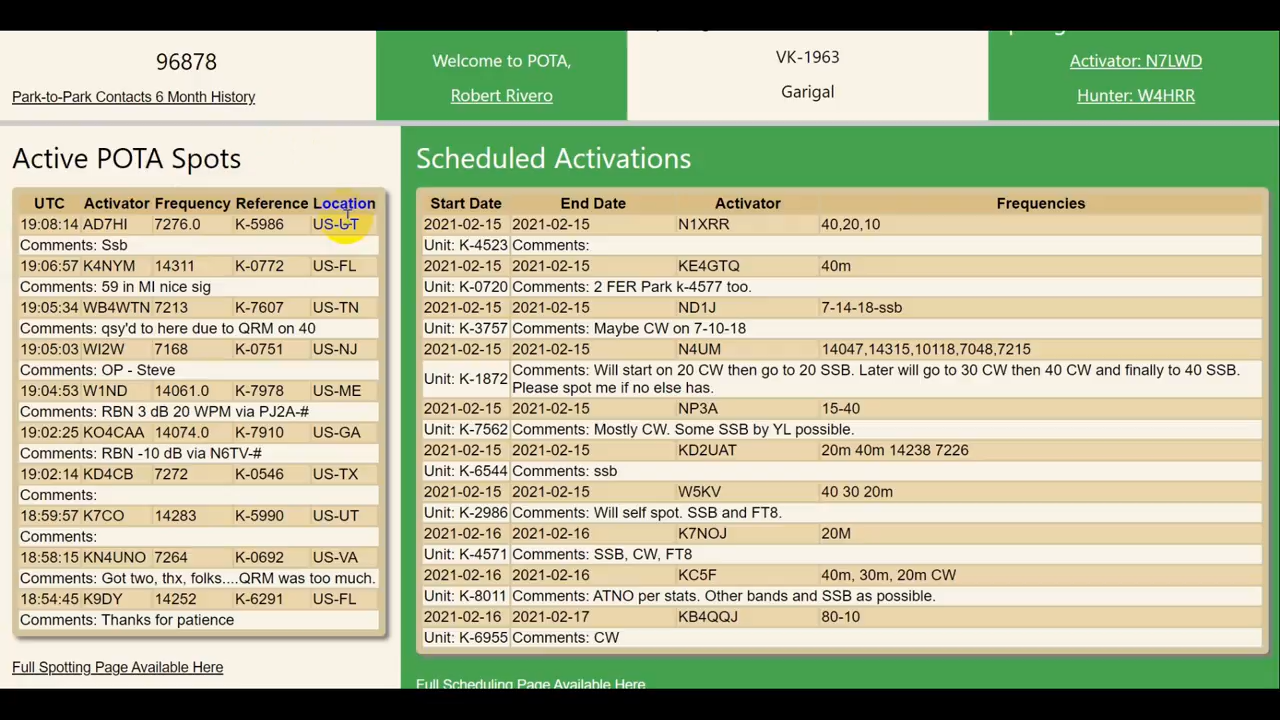 96878
Park-to-Park Contacts 6 Month History
Welcome to POTA,
Robert Rivero
VK-1963
Garigal
Activator: N7LWD
Hunter: W4HRR
Active POTA Spots
UTC Activator Frequency Reference Location
19:08:14 AD7HI 7276.0 K-5986
Comments: Ssb
19:06:57 K4NYM 14311 K-0772 US-FL
Comments: 59 in MI nice sig
19:05:34 WB4WTN 7213 K-7607 US-TN
Comments: qsy'd to here due to QRM on 40
19:05:03 WI2W 7168 K-0751 US-NJ
Comments: OP - Steve
19:04:53 W1ND 14061.0 K-7978 US-ME
Comments: RBN 3 dB 20 WPM via PJ2A-#
19:02:25 KO4CAA 14074.0 K-7910 US-GA
Comments: RBN -10 dB via N6TV-#
19:02:14 KD4CB 7272 K-0546 US-TX
Comments:
18:59:57 K7CO 14283 K-5990 US-UT
Comments:
18:58:15 KN4UNO 7264 K-0692 US-VA
Comments: Got two, thx, folks....QRM was too much.
18:54:45 K9DY 14252 K-6291 US-FL
Comments: Thanks for patience
Full Spotting Page Available Here
Scheduled Activations
Start Date End Date Activator Frequencies
2021-02-15 2021-02-15 N1XRR 40,20,10
Unit: K-4523 Comments:
2021-02-15 2021-02-15 KE4GTQ 40m
Unit: K-0720 Comments: 2 FER Park k-4577 too.
2021-02-15 2021-02-15 ND1J 7-14-18-ssb
Unit: K-3757 Comments: Maybe CW on 7-10-18
2021-02-15 2021-02-15 N4UM 14047,14315,10118,7048,7215
Unit: K-1872 Comments: Will start on 20 CW then go to 20 SSB. Later will go to 30 CW then 40 CW and finally to 40 SSB.
Please spot me if no else has.
2021-02-15 2021-02-15 NP3A 15-40
Unit: K-7562 Comments: Mostly CW. Some SSB by YL possible.
2021-02-15 2021-02-15 KD2UAT 20m 40m 14238 7226
Unit: K-6544 Comments: ssb
2021-02-15 2021-02-15 W5KV 40 30 20m
Unit: K-2986 Comments: Will self spot. SSB and FT8.
2021-02-16 2021-02-16 K7NOJ 20M
Unit: K-4571 Comments: SSB, CW, FT8
2021-02-16 2021-02-16 KC5F 40m, 30m, 20m CW
Unit: K-8011 Comments: ATNO per stats. Other bands and SSB as possible.
2021-02-16 2021-02-17 KB4QQJ 80-10
Unit: K-6955 Comments: CW
Full Scheduling Page Available Here